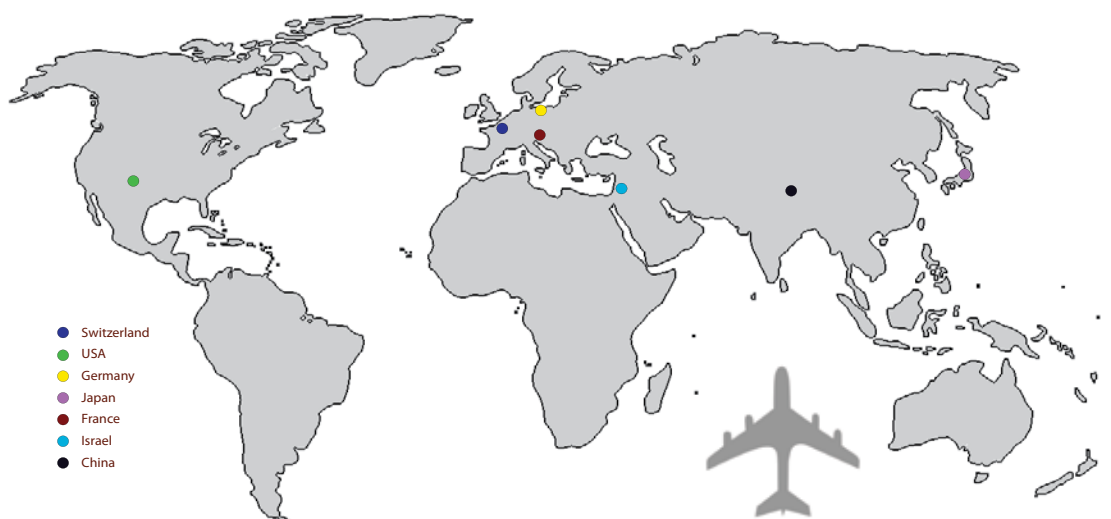 Switzerland
USA
Germany
Japan
France
Israel
China